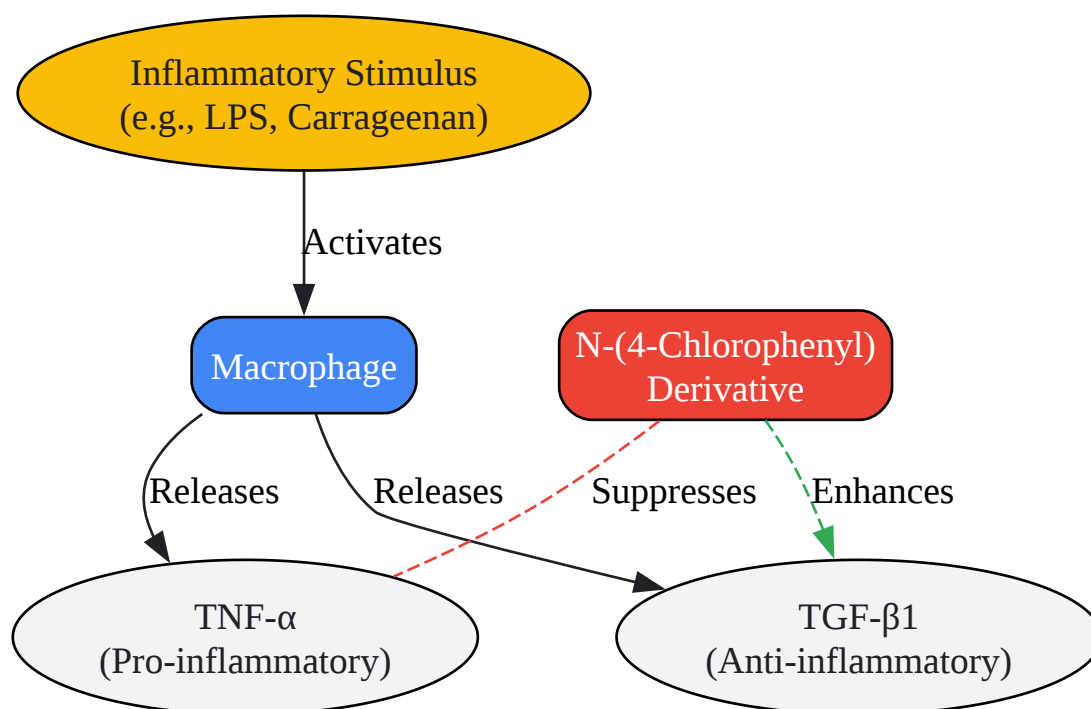 Inflammatory Stimulus
(e.g., LPS, Carrageenan)
Activates
Macrophage
N-(4-Chlorophenyl)
Derivative
Releases
Releases
Suppresses
Enhances
TNF-α
(Pro-inflammatory)
TGF-β1
(Anti-inflammatory)